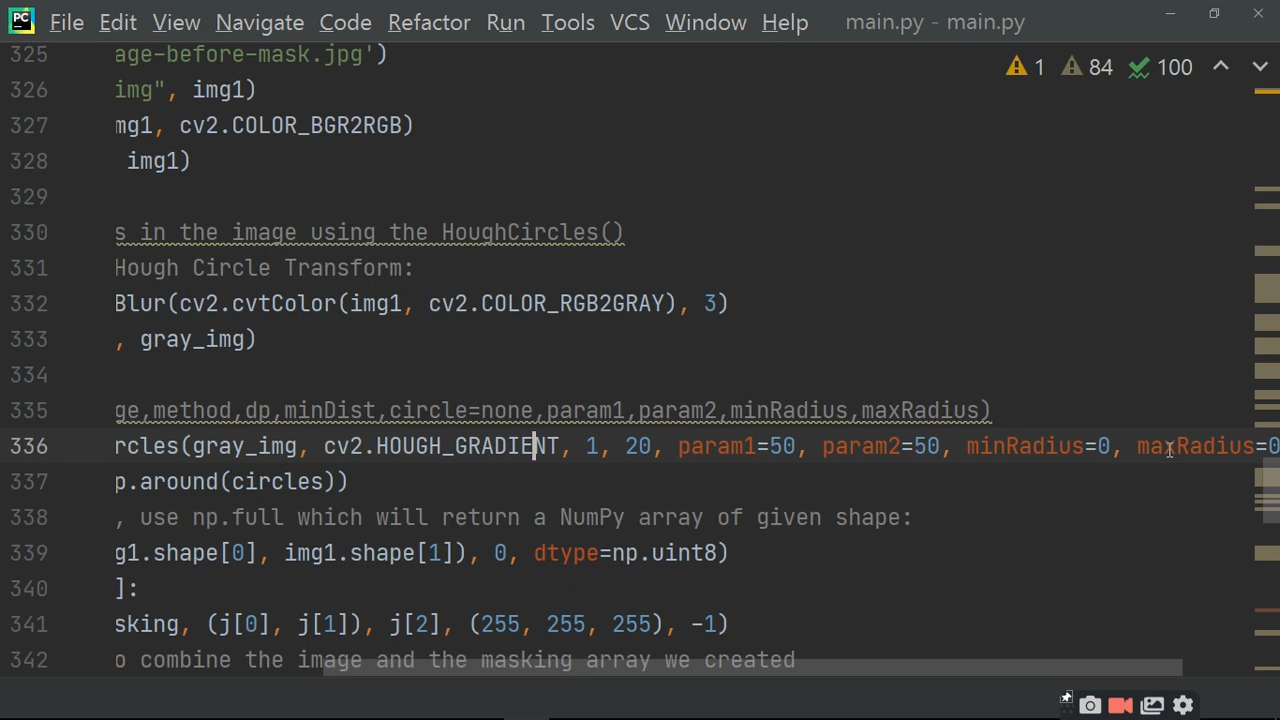 PC File Edit View Navigate Code Refactor Run Tools VCS Window Help main.py - main.py
1 84 100
325 age-before-mask.jpg')
326 img", img1)
327 mg1, cv2.COLOR_BGR2RGB)
328 img1)
329
330 s in the image using the HoughCircles()
331 Hough Circle Transform:
332 Blur(cv2.cvtColor(img1, cv2.COLOR_RGB2GRAY), 3)
333 , gray_img)
334
335 ge,method,dp,minDist,circle=none,param1,param2,minRadius,maxRadius)
336 rcles(gray_img, cv2.HOUGH_GRADIENT, 1, 20, param1=50, param2=50, minRadius=0, maxRadius=0
337 p.around(circles))
338 , use np.full which will return a NumPy array of given shape:
339 g1.shape[0], img1.shape[1]), 0, dtype=np.uint8)
340 ]:
341 sking, (j[0], j[1]), j[2], (255, 255, 255), -1)
342 o combine the image and the masking array we created